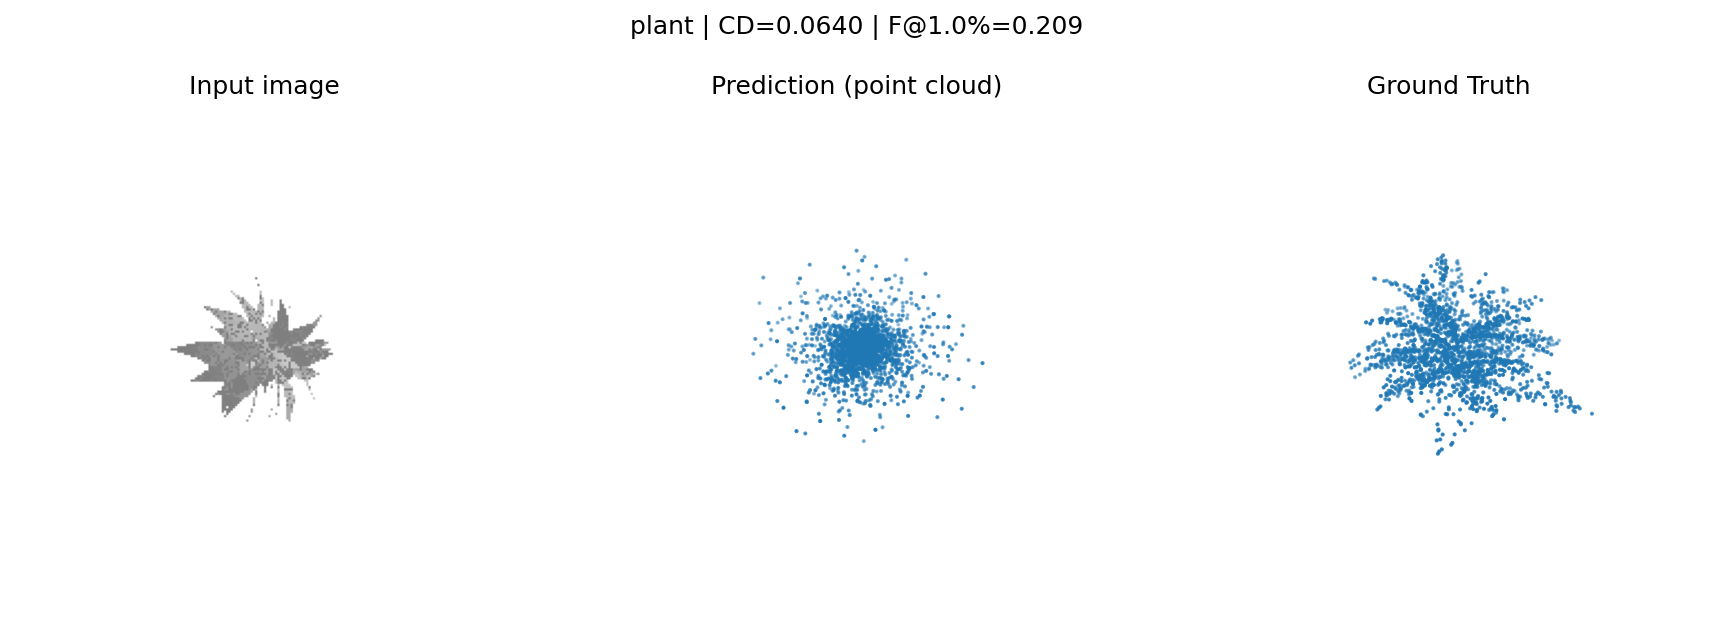 plant | CD=0.0640 | F@1.0%=0.209
Input image
Prediction (point cloud)
Ground Truth